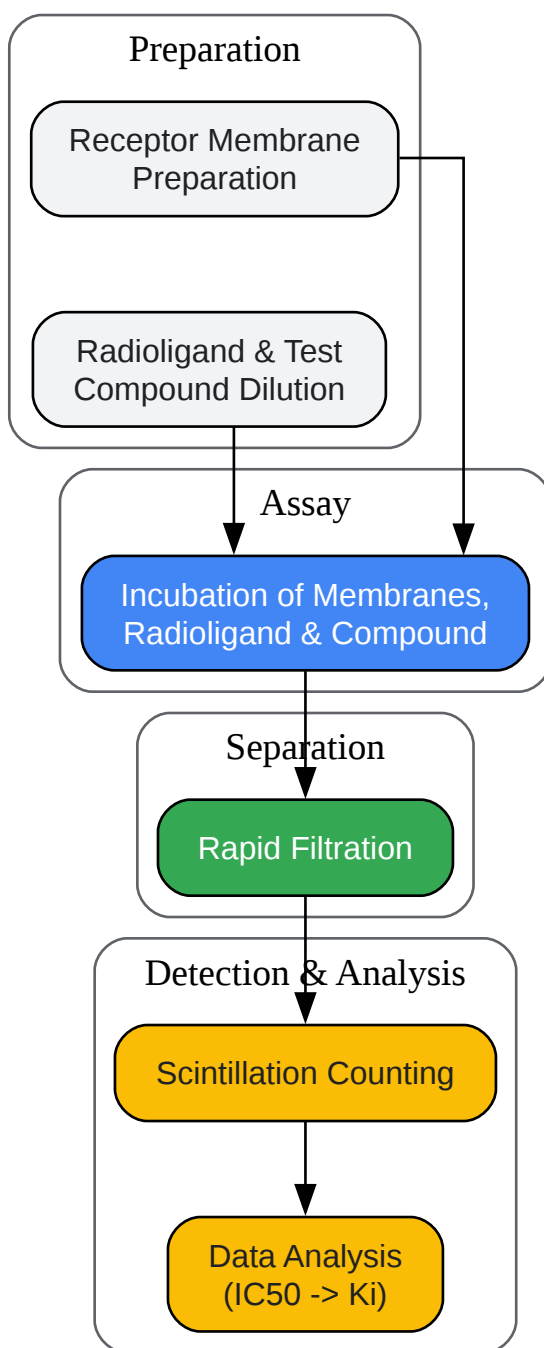 Preparation
Receptor Membrane
Preparation
Radioligand & Test
Compound Dilution
Assay
Incubation of Membranes,
Radioligand & Compound
Separation
Rapid Filtration
Detection & Analysis
Scintillation Counting
Data Analysis
(IC50 -> Ki)